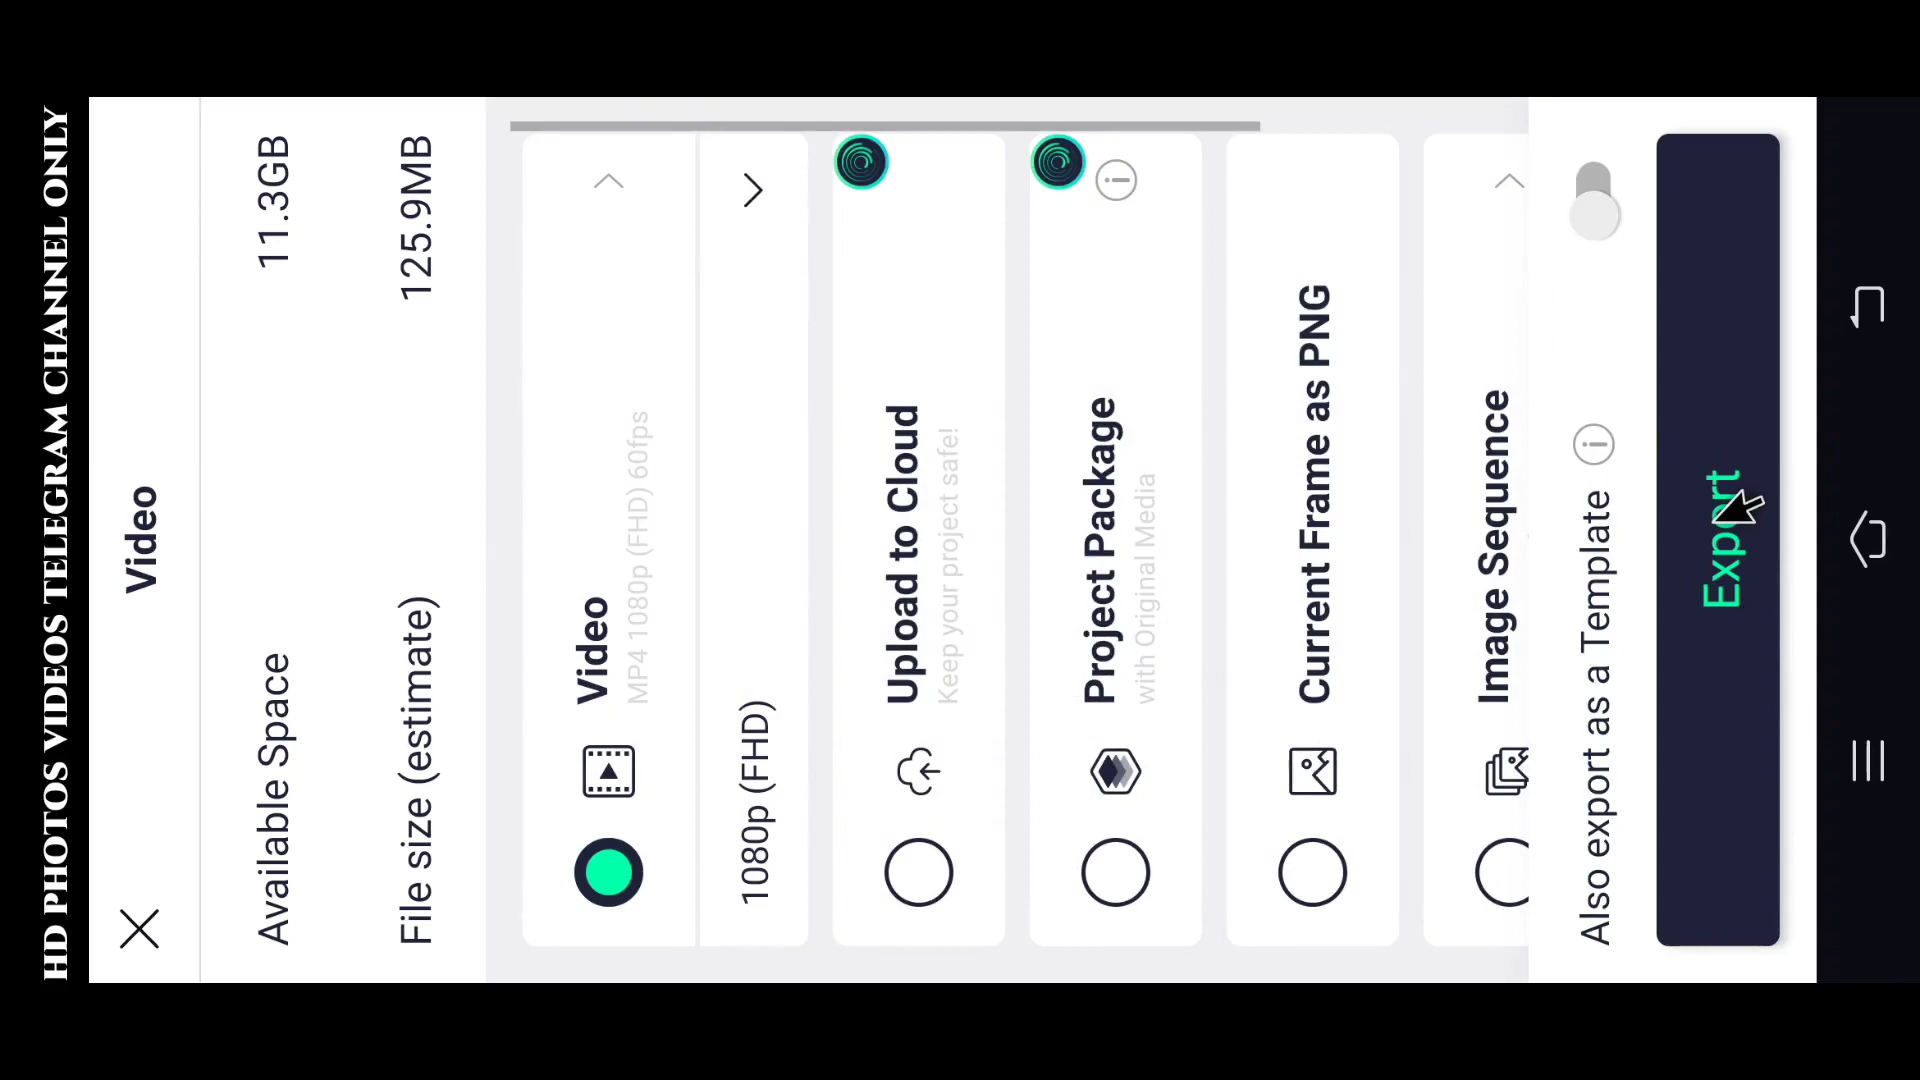 HD PHOTOS VIDEOS TELEGRAM CHANNEL ONLY
Video
Available Space 11.3GB
File size (estimate) 125.9MB
Video
MP4 1080p (FHD) 60fps
1080p (FHD)
Upload to Cloud
Keep your project safe!
Project Package
with Original Media
Current Frame as PNG
Image Sequence
Also export as a Template
Export